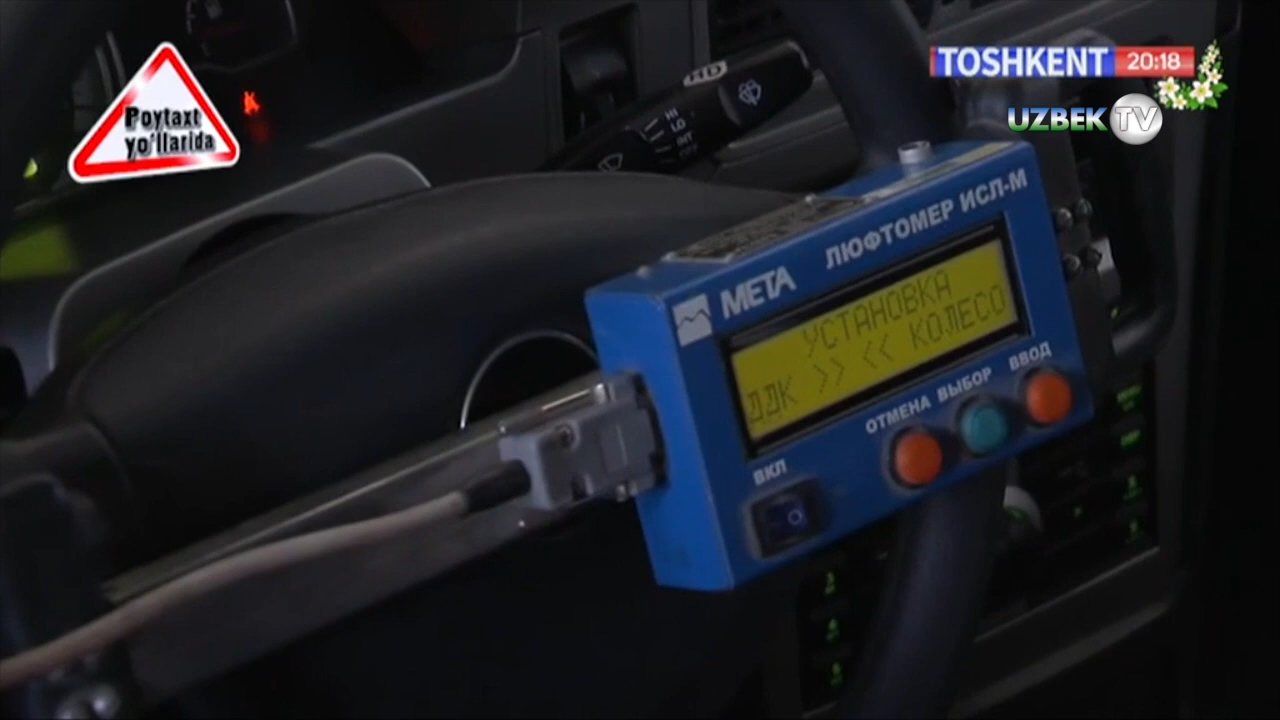 Poytaxt
yo'llarida
TOSHKENT 20:18
UZBEK TV
HI
LO
INT
OFF
META
ЛЮФТОМЕР ИСЛ-М
УСТАНОВКА
ДДК >> << КОЛЕСО
ОТМЕНА ВЫБОР ВВОД
ВКЛ